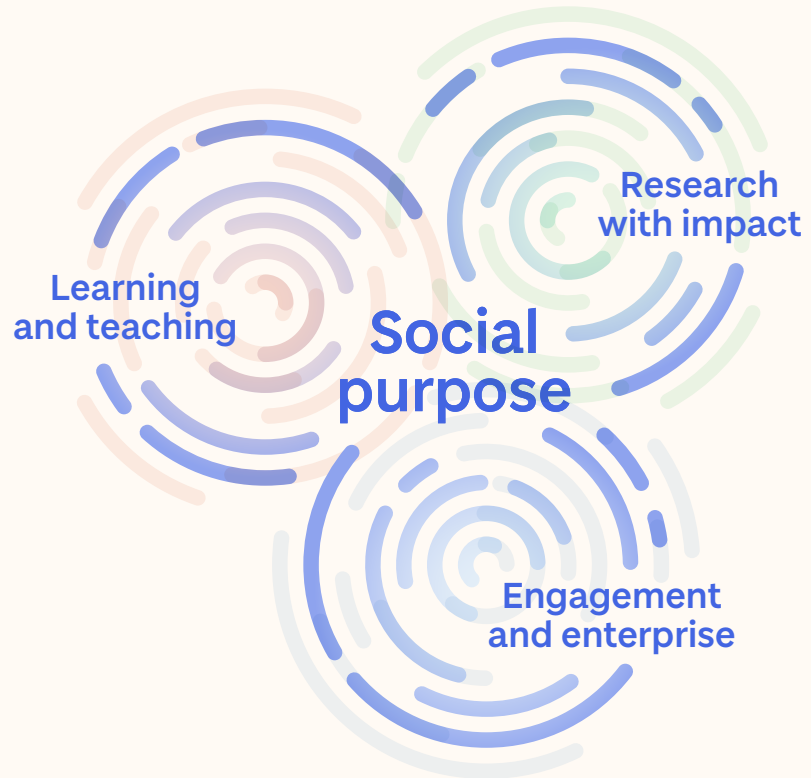 Research
with impact
Learning
and teaching
Social
purpose
Engagement
and enterprise